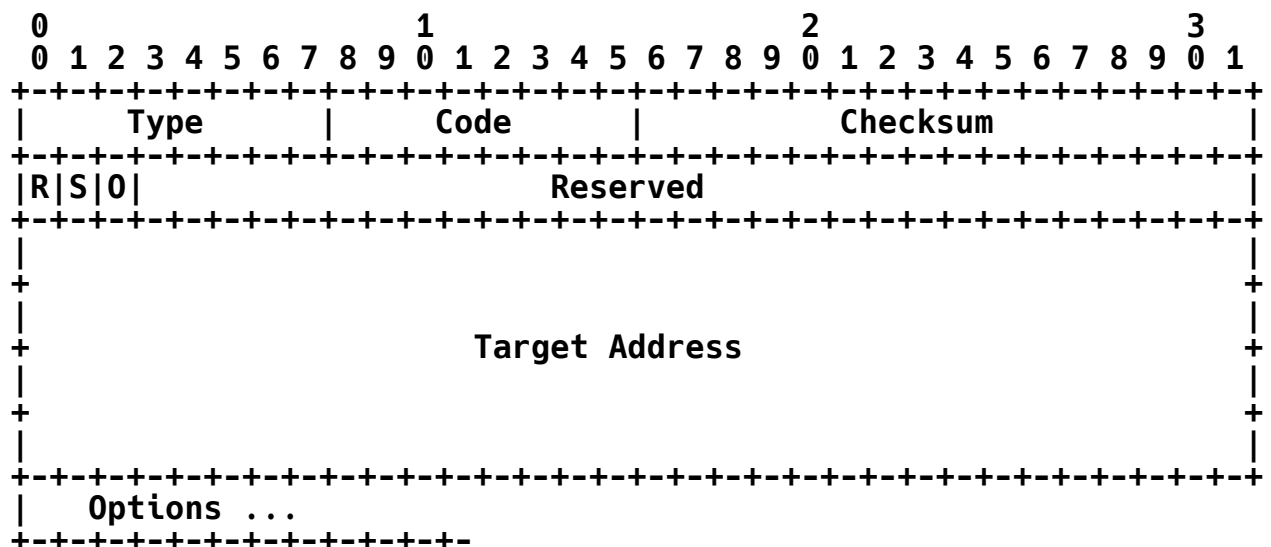 0                   1                   2                   3
 0 1 2 3 4 5 6 7 8 9 0 1 2 3 4 5 6 7 8 9 0 1 2 3 4 5 6 7 8 9 0 1
+-+-+-+-+-+-+-+-+-+-+-+-+-+-+-+-+-+-+-+-+-+-+-+-+-+-+-+-+-+-+-+-+
|     Type      |     Code      |          Checksum             |
+-+-+-+-+-+-+-+-+-+-+-+-+-+-+-+-+-+-+-+-+-+-+-+-+-+-+-+-+-+-+-+-+
|R|S|O|                     Reserved                            |
+-+-+-+-+-+-+-+-+-+-+-+-+-+-+-+-+-+-+-+-+-+-+-+-+-+-+-+-+-+-+-+-+
|                                                               |
+                                                               +
|                                                               |
+                       Target Address                          +
|                                                               |
+                                                               +
|                                                               |
+-+-+-+-+-+-+-+-+-+-+-+-+-+-+-+-+-+-+-+-+-+-+-+-+-+-+-+-+-+-+-+-+
|   Options ...
+-+-+-+-+-+-+-+-+-+-+-+-